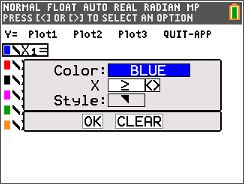 NORMAL FLOAT AUTO REAL RADIAN MP
PRESS [<] OR [>] TO SELECT AN OPTION
Y= Plot1 Plot2 Plot3 QUIT-APP
X1=
Color: BLUE
X ≥ <>
Style:
OK CLEAR